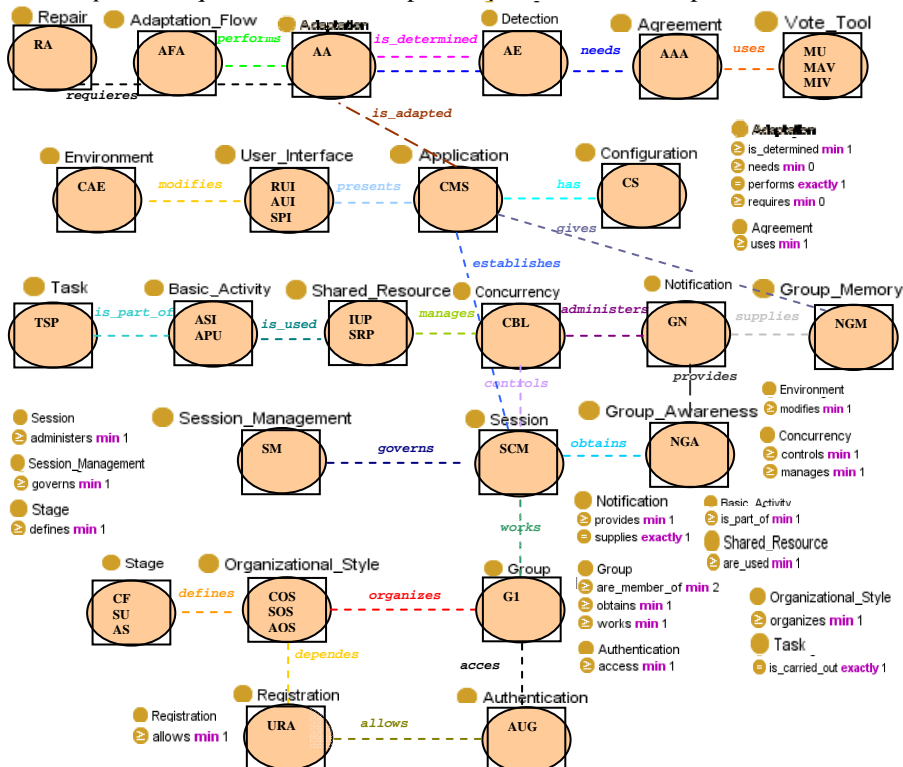 Repair
Adaptation_Flow
Adaptation
Detection
Agreement
Vote_Tool
RA
AFA
performs
AA
is_determined
AE
needs
AAA
uses
MU
MAV
MIV
requieres
is_adapted
Environment
User_Interface
Application
Configuration
CAE
modifies
RUI
AUI
SPI
presents
CMS
has
CS
gives
Adaptation
is_determined min 1
needs min 0
performs exactly 1
requires min 0
Agreement
uses min 1
establishes
Task
Basic_Activity
Shared_Resource
Concurrency
Notification
Group_Memory
TSP
is_part_of
ASI
APU
is_used
IUP
SRP
manages
CBL
administers
GN
supplies
NGM
controls
provides
Session
administers min 1
Session_Management
governs min 1
Stage
defines min 1
Session_Management
SM
governs
Session
SCM
obtains
Group_Awareness
NGA
Environment
modifies min 1
Concurrency
controls min 1
manages min 1
works
Notification
provides min 1
supplies exactly 1
Basic_Activity
is_part_of min 1
Shared_Resource
are_used min 1
Group
are_member_of min 2
obtains min 1
works min 1
Authentication
access min 1
Organizational_Style
organizes min 1
Task
is_carried_out exactly 1
Stage
Organizational_Style
Group
CF
SU
AS
defines
COS
SOS
AOS
organizes
G1
dependes
acces
Registration
allows min 1
Registration
URA
allows
Authentication
AUG